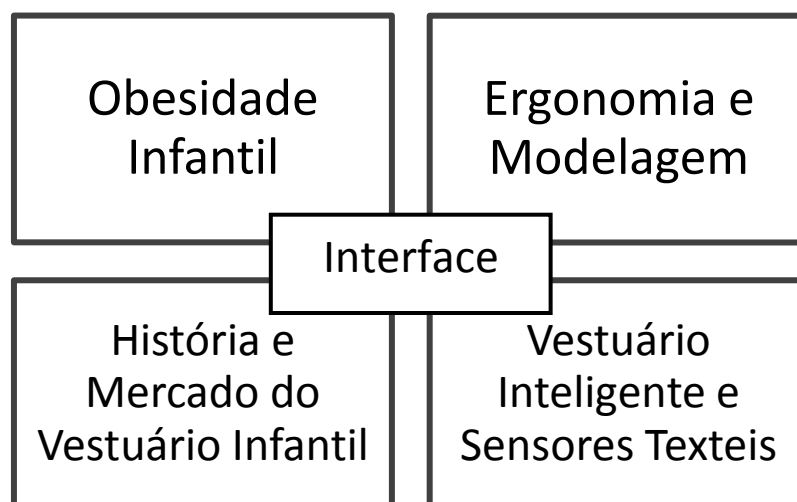 Obesidade
Infantil
Ergonomia e
Modelagem
Interface
História e
Mercado do
Vestuário Infantil
Vestuário
Inteligente e
Sensores Texteis